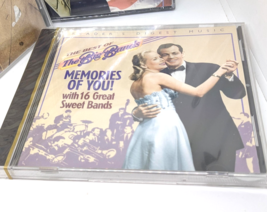 THE BEST OF
The Big Bands
MEMORIES
OF YOU!
with 16 Great
Sweet Bands